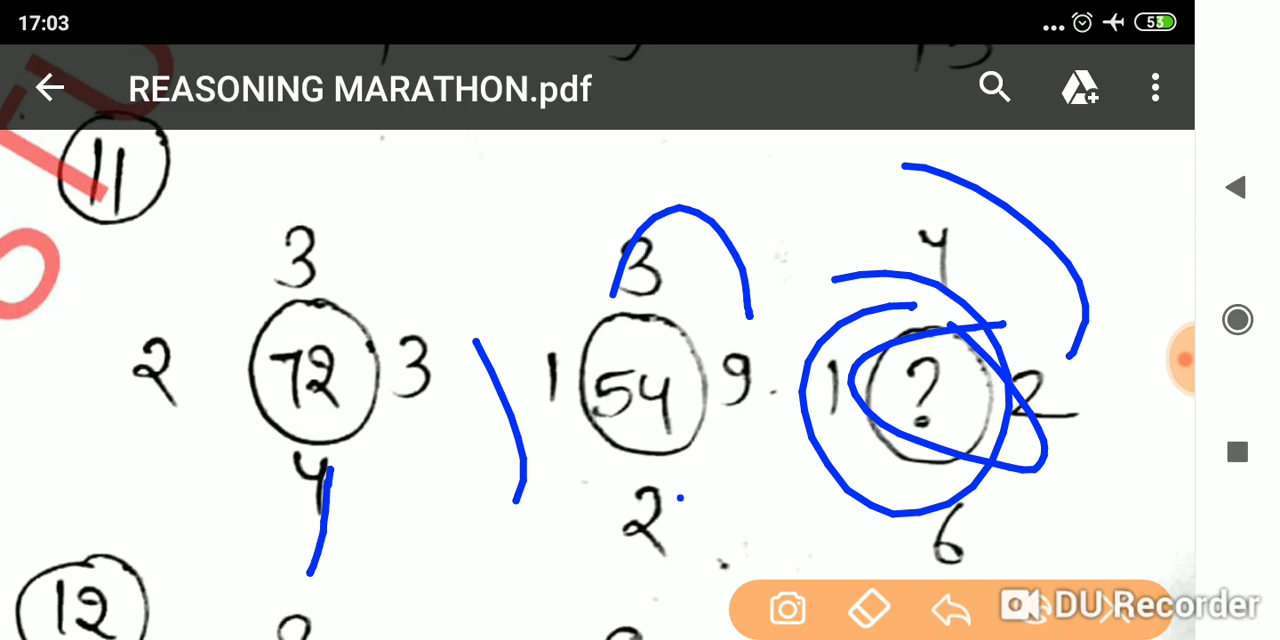 17:03
53
REASONING MARATHON.pdf
11
3 3 4
2 72 3 1 54 9 1 ? 2
4 2 6
12
DU Recorder